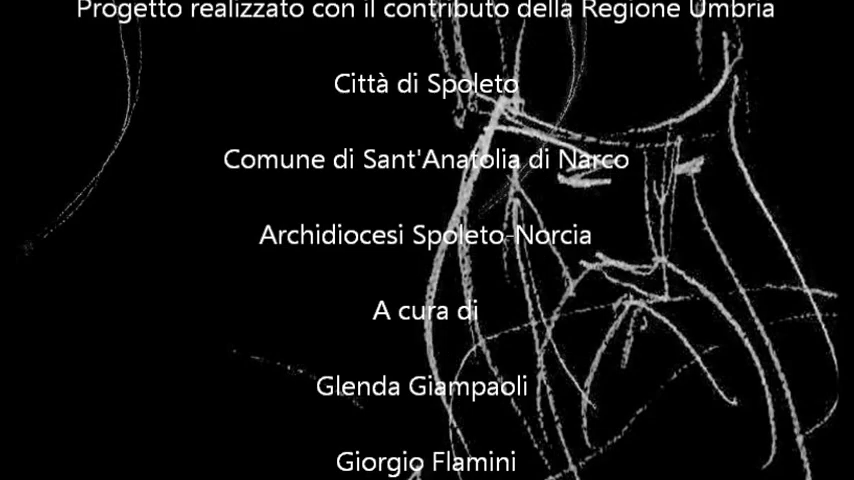 Progetto realizzato con il contributo della Regione Umbria
Città di Spoleto
Comune di Sant'Anatolia di Narco
Archidiocesi Spoleto-Norcia
A cura di
Glenda Giampaoli
Giorgio Flamini